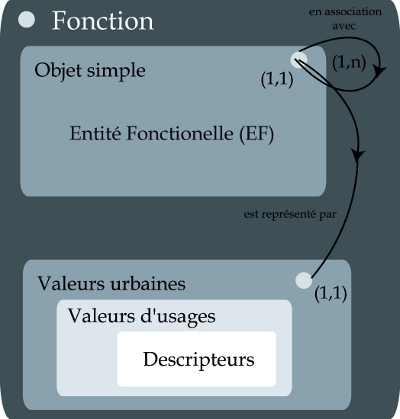 en association
avec
Fonction
Objet simple
(1,n)
(1,1)
Entité Fonctionelle (EF)
est représenté par
Valeurs urbaines
(1,1)
Valeurs d'usages
Descripteurs